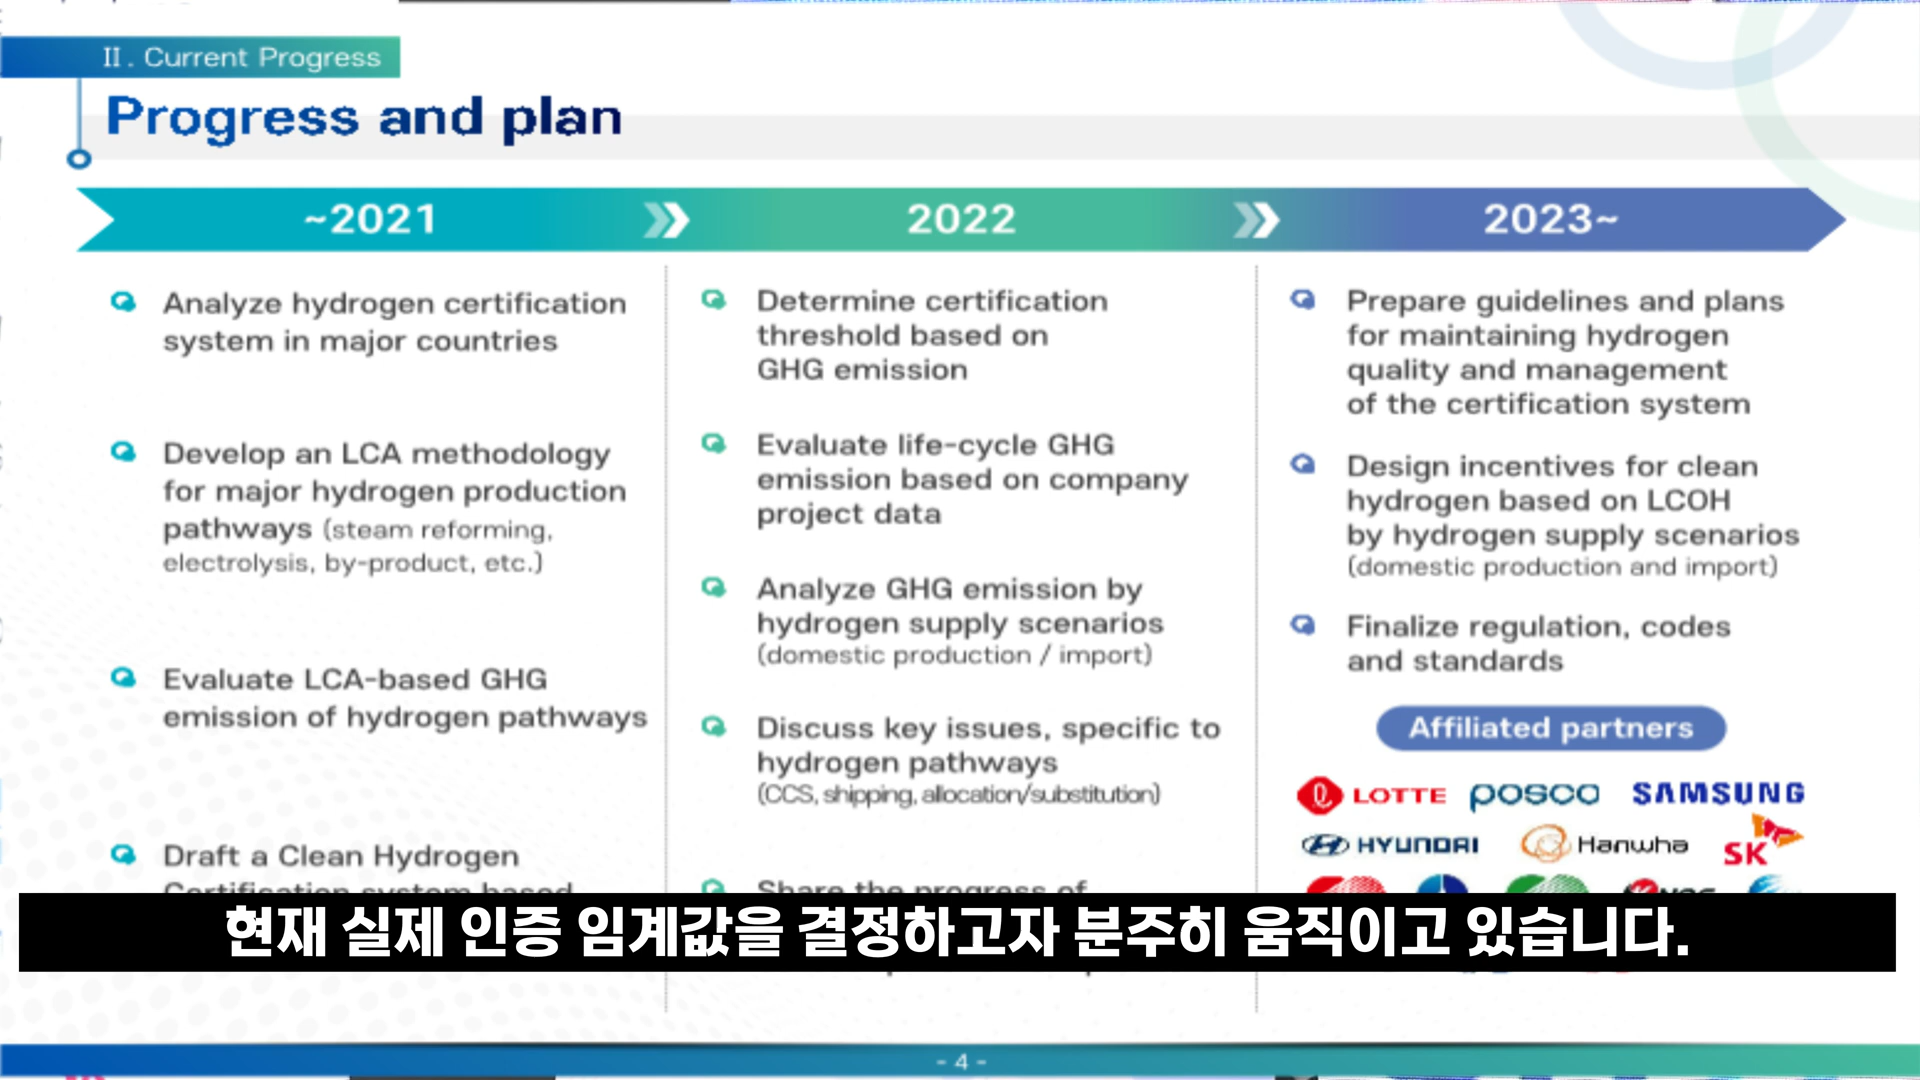 II. Current Progress
Progress and plan
~2021
2022
2023~
Analyze hydrogen certification
system in major countries
Develop an LCA methodology
for major hydrogen production
pathways (steam reforming,
electrolysis, by-product, etc.)
Evaluate LCA-based GHG
emission of hydrogen pathways
Draft a Clean Hydrogen
Certification system based
Determine certification
threshold based on
GHG emission
Evaluate life-cycle GHG
emission based on company
project data
Analyze GHG emission by
hydrogen supply scenarios
(domestic production / import)
Discuss key issues, specific to
hydrogen pathways
(CCS, shipping, allocation/substitution)
Share the progress of
Prepare guidelines and plans
for maintaining hydrogen
quality and management
of the certification system
Design incentives for clean
hydrogen based on LCOH
by hydrogen supply scenarios
(domestic production and import)
Finalize regulation, codes
and standards
Affiliated partners
LOTTE posco SAMSUNG
HYUNDAI Hanwha SK
현재 실제 인증 임계값을 결정하고자 분주히 움직이고 있습니다.
- 4 -